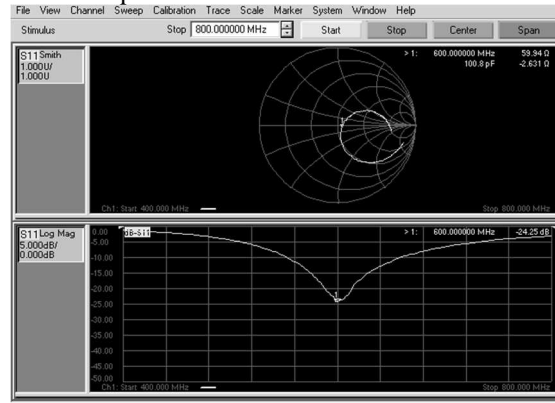 File View Channel Sweep Calibration Trace Scale Marker System Window Help
Stimulus Stop 800.000000 MHz Start Stop Center Span
S11 Smith
1.000U/
1.000U
> 1: 600.000000 MHz 59.94 Ω
100.8 pF -2.631 Ω
1
Ch1: Start 400.000 MHz Stop 800.000 MHz
S11 Log Mag
5.000dB/
0.000dB
dB-S11
> 1: 600.000000 MHz -24.25 dB
0.00
-5.00
-10.00
-15.00
-20.00
1
-25.00
-30.00
-35.00
-40.00
-45.00
-50.00
Ch1: Start 400.000 MHz Stop 800.000 MHz